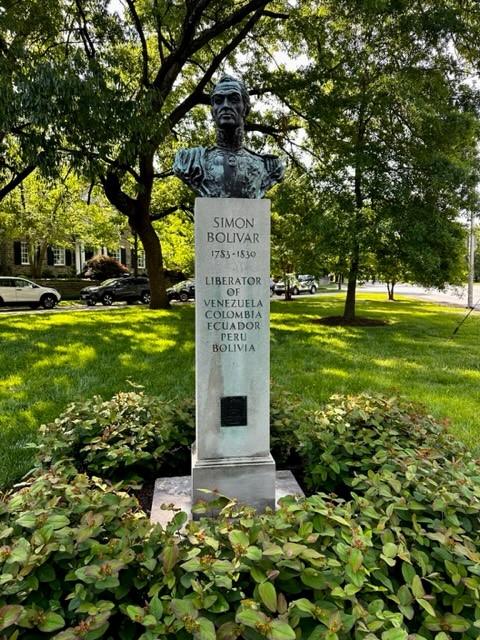 SIMON
BOLIVAR
1783-1830
LIBERATOR
OF
VENEZUELA
COLOMBIA
ECUADOR
PERU
BOLIVIA